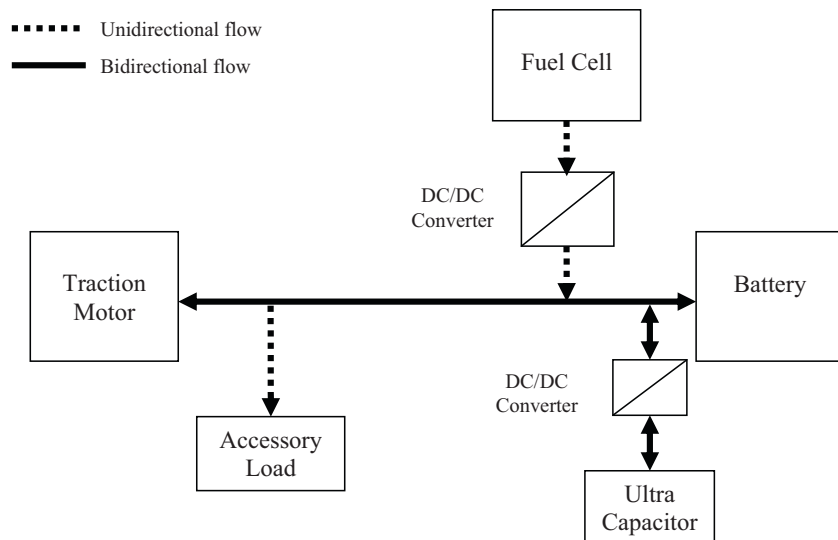 Unidirectional flow
Bidirectional flow
Fuel Cell
DC/DC
Converter
Traction
Motor
Battery
DC/DC
Converter
Accessory
Load
Ultra
Capacitor